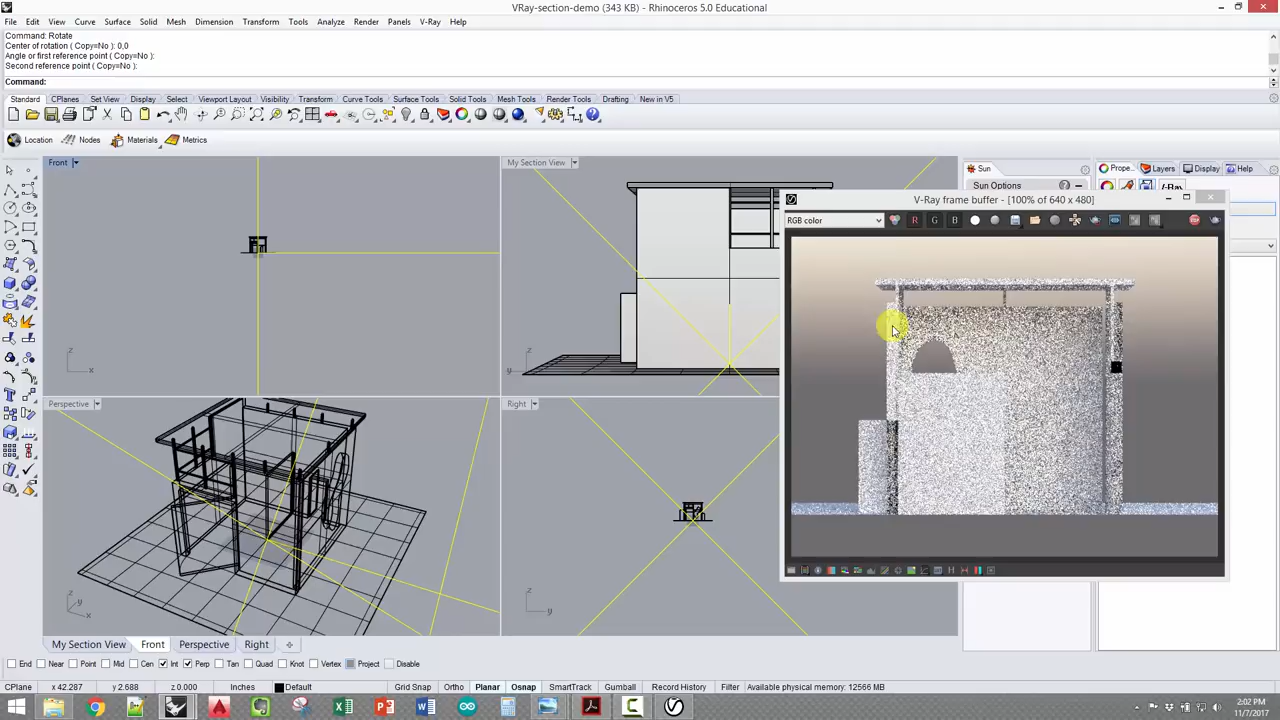 VRay-section-demo (343 KB) - Rhinoceros 5.0 Educational
File Edit View Curve Surface Solid Mesh Dimension Transform Tools Analyze Render Panels V-Ray Help
Command: Rotate
Center of rotation ( Copy=No ): 0,0
Angle or first reference point ( Copy=No ):
Second reference point ( Copy=No ):
Command:
Standard CPlanes Set View Display Select Viewport Layout Visibility Transform Curve Tools Surface Tools Solid Tools Mesh Tools Render Tools Drafting New in V5
Location Nodes Materials Metrics
Front My Section View Sun Prope... Layers Display Help
Sun Options
V-Ray frame buffer - [100% of 640 x 480]
RGB color R G B
z x
z y
Perspective Right
z y x
z y
My Section View Front Perspective Right
End Near Point Mid Cen Int Perp Tan Quad Knot Vertex Project Disable
CPlane x 42.287 y 2.688 z 0.000 Inches Default Grid Snap Ortho Planar Osnap SmartTrack Gumball Record History Filter Available physical memory: 12566 MB
2:02 PM
11/7/2017